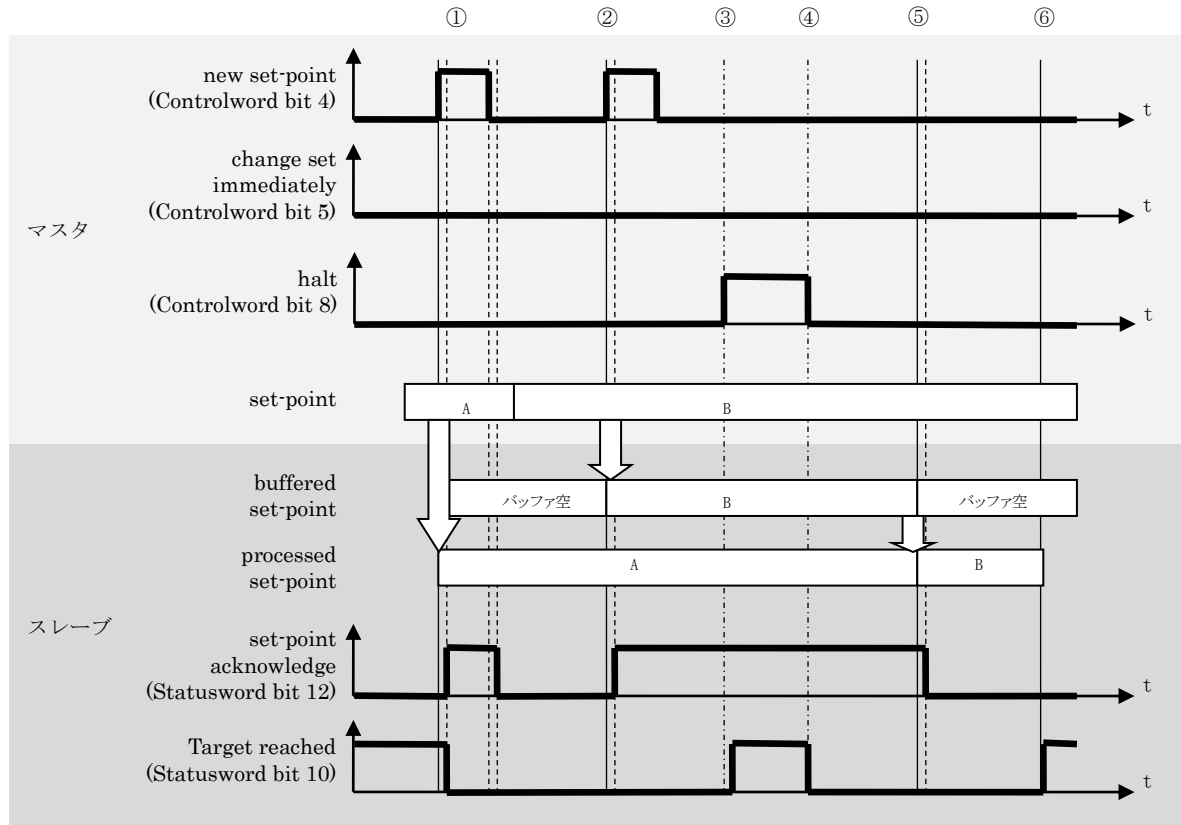 ① ② ③ ④ ⑤ ⑥
new set-point
(Controlword bit 4)
t
change set
immediately
(Controlword bit 5)
t
マスタ
halt
(Controlword bit 8)
t
set-point
A
B
buffered
set-point
バッファ空
B
バッファ空
processed
set-point
A
B
スレーブ
set-point
acknowledge
(Statusword bit 12)
t
Target reached
(Statusword bit 10)
t